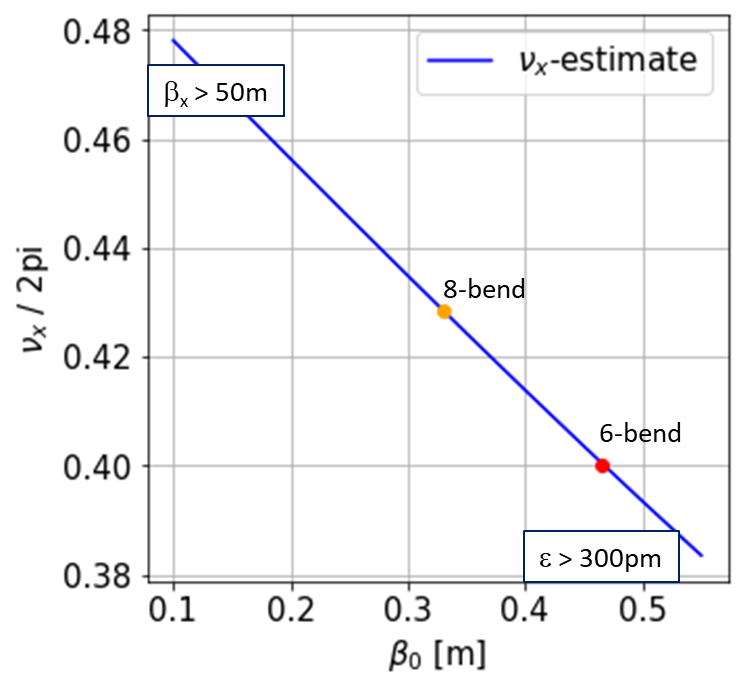 0.48
νx-estimate
βx > 50m
0.46
0.44
8-bend
0.42
6-bend
0.40
ε > 300pm
0.38
νx / 2pi
0.1 0.2 0.3 0.4 0.5
β0 [m]